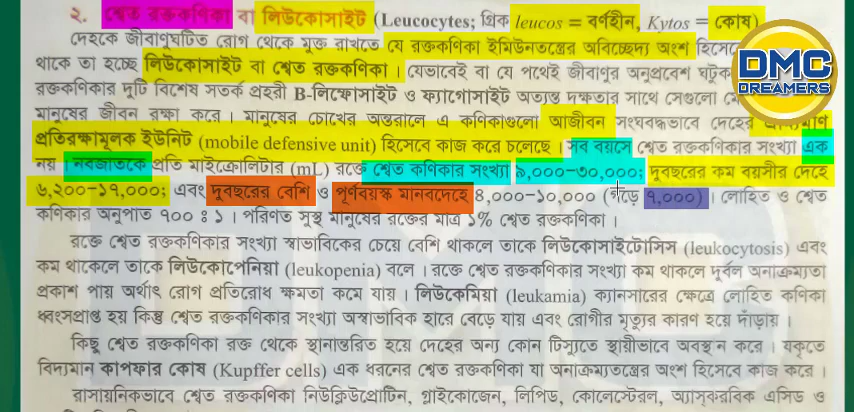 ২. শ্বেত রক্তকণিকা বা লিউকোসাইট (Leucocytes; গ্রিক leucos = বর্ণহীন, Kytos = কোষ)
দেহকে জীবাণুঘটিত রোগ থেকে মুক্ত রাখতে যে রক্তকণিকা ইমিউনতন্ত্রের অবিচ্ছেদ্য অংশ হিসেবে
থাকে তা হচ্ছে লিউকোসাইট বা শ্বেত রক্তকণিকা। যেভাবেই বা যে পথেই জীবাণুর অনুপ্রবেশ ঘটুক
রক্তকণিকার দুটি বিশেষ সতর্ক প্রহরী B-লিম্ফোসাইট ও ফ্যাগোসাইট অত্যন্ত দক্ষতার সাথে সেগুলো
মানুষের জীবন রক্ষা করে। মানুষের চোখের অন্তরালে এ কণিকাগুলো আজীবন সংঘবদ্ধভাবে দেহের ভ্রাম্যমাণ
প্রতিরক্ষামূলক ইউনিট (mobile defensive unit) হিসেবে কাজ করে চলেছে। সব বয়সে শ্বেত রক্তকণিকার সংখ্যা এক
নয়। নবজাতকে প্রতি মাইক্রোলিটার (mL) রক্তে শ্বেত কণিকার সংখ্যা ৯,০০০-৩০,০০০; দুবছরের কম বয়সীর দেহে
৬,২০০-১৭,০০০; এবং দুবছরের বেশি ও পূর্ণবয়স্ক মানবদেহে ৪,০০০-১০,০০০ (গড়ে ৭,০০০)। লোহিত ও শ্বেত
কণিকার অনুপাত ৭০০ ঃ ১। পরিণত সুস্থ মানুষের রক্তের মাত্র ১% শ্বেত রক্তকণিকা।
রক্তে শ্বেত রক্তকণিকার সংখ্যা স্বাভাবিকের চেয়ে বেশি থাকলে তাকে লিউকোসাইটোসিস (leukocytosis) এবং
কম থাকলে তাকে লিউকোপেনিয়া (leukopenia) বলে। রক্তে শ্বেত রক্তকণিকার সংখ্যা কম থাকলে দুর্বল অনাক্রম্যতা
প্রকাশ পায় অর্থাৎ রোগ প্রতিরোধ ক্ষমতা কমে যায়। লিউকেমিয়া (leukamia) ক্যানসারের ক্ষেত্রে লোহিত কণিকা
ধ্বংসপ্রাপ্ত হয় কিন্তু শ্বেত রক্তকণিকার সংখ্যা অস্বাভাবিক হারে বেড়ে যায় এবং রোগীর মৃত্যুর কারণ হয়ে দাঁড়ায়।
কিছু শ্বেত রক্তকণিকা রক্ত থেকে স্থানান্তরিত হয়ে দেহের অন্য কোন টিস্যুতে স্থায়ীভাবে অবস্থান করে। যকৃতে
বিদ্যমান কাপফার কোষ (Kupffer cells) এক ধরনের শ্বেত রক্তকণিকা যা অনাক্রম্যতন্ত্রের অংশ হিসেবে কাজ করে।
রাসায়নিকভাবে শ্বেত রক্তকণিকা নিউক্লিওপ্রোটিন, গ্লাইকোজেন, লিপিড, কোলেস্টেরল, অ্যাসকরবিক এসিড ও
DMC
DREAMERS